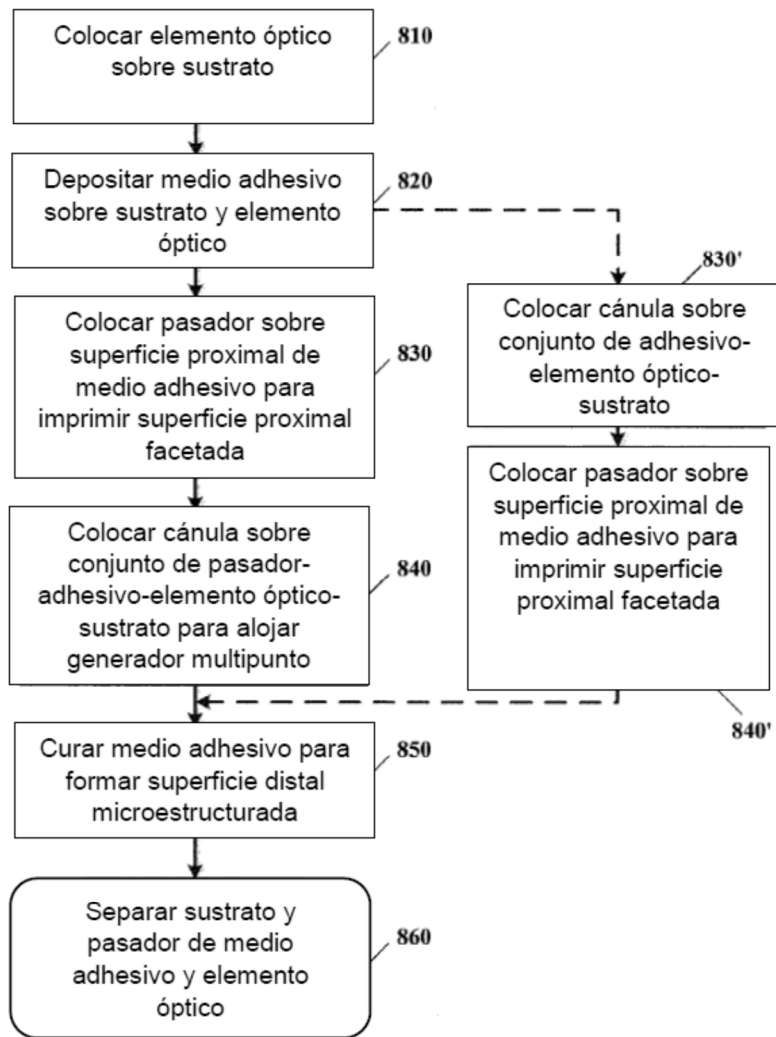 Colocar elemento óptico
sobre sustrato
810
Depositar medio adhesivo
sobre sustrato y elemento
óptico
820
Colocar pasador sobre
superficie proximal de
medio adhesivo para
imprimir superficie proximal
facetada
830
Colocar cánula sobre
conjunto de pasador-
adhesivo-elemento óptico-
sustrato para alojar
generador multipunto
840
830'
Colocar cánula sobre
conjunto de adhesivo-
elemento óptico-
sustrato
Colocar pasador sobre
superficie proximal de
medio adhesivo para
imprimir superficie
proximal facetada
840'
Curar medio adhesivo para
formar superficie distal
microestructurada
850
Separar sustrato y
pasador de medio
adhesivo y elemento
óptico
860